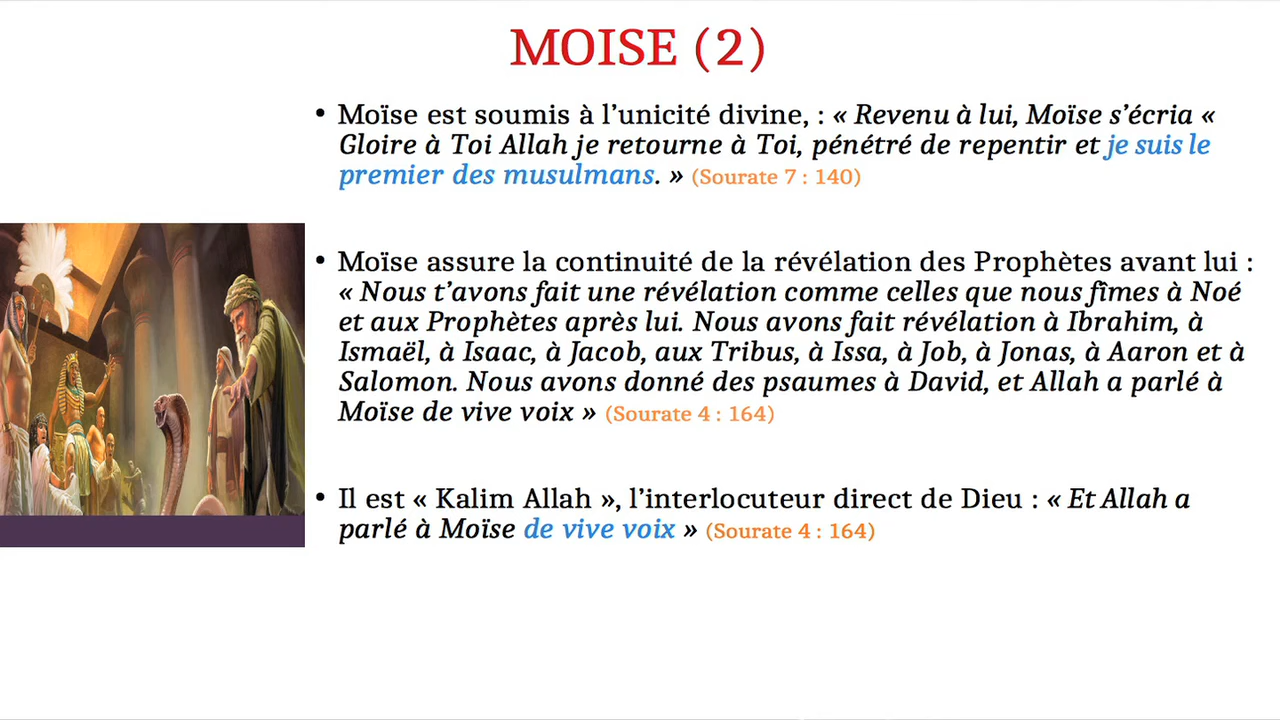 MOISE (2)
• Moïse est soumis à l’unicité divine, : « Revenu à lui, Moïse s’écria «
Gloire à Toi Allah je retourne à Toi, pénétré de repentir et je suis le
premier des musulmans. » (Sourate 7 : 140)
• Moïse assure la continuité de la révélation des Prophètes avant lui :
« Nous t’avons fait une révélation comme celles que nous fîmes à Noé
et aux Prophètes après lui. Nous avons fait révélation à Ibrahim, à
Ismaël, à Isaac, à Jacob, aux Tribus, à Issa, à Job, à Jonas, à Aaron et à
Salomon. Nous avons donné des psaumes à David, et Allah a parlé à
Moïse de vive voix » (Sourate 4 : 164)
• Il est « Kalim Allah », l’interlocuteur direct de Dieu : « Et Allah a
parlé à Moïse de vive voix » (Sourate 4 : 164)